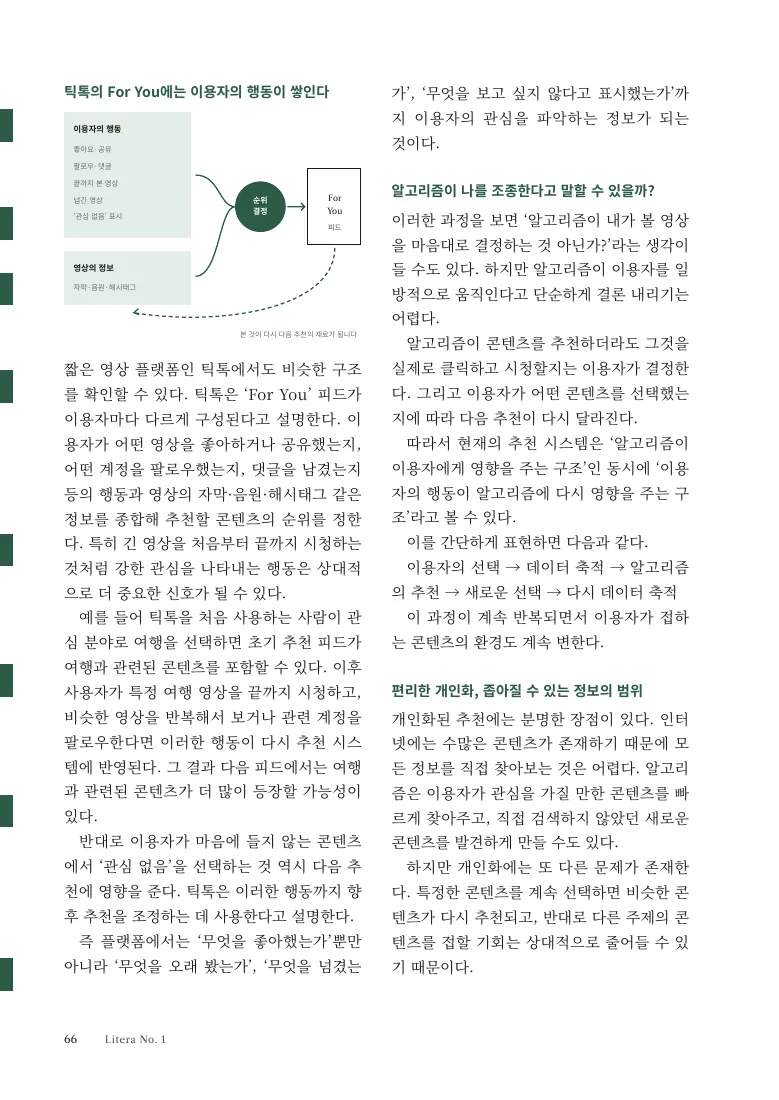 틱톡의 For You에는 이용자의 행동이 쌓인다
이용자의 행동
좋아요·공유
팔로우·댓글
끝까지 본 영상
넘긴 영상
‘관심 없음’ 표시
영상의 정보
자막·음원·해시태그
순위
결정
For
You
피드
본 것이 다시 다음 추천의 재료가 됩니다
짧은 영상 플랫폼인 틱톡에서도 비슷한 구조
를 확인할 수 있다. 틱톡은 ‘For You’ 피드가
이용자마다 다르게 구성된다고 설명한다. 이
용자가 어떤 영상을 좋아하거나 공유했는지,
어떤 계정을 팔로우했는지, 댓글을 남겼는지
등의 행동과 영상의 자막·음원·해시태그 같은
정보를 종합해 추천할 콘텐츠의 순위를 정한
다. 특히 긴 영상을 처음부터 끝까지 시청하는
것처럼 강한 관심을 나타내는 행동은 상대적
으로 더 중요한 신호가 될 수 있다.
예를 들어 틱톡을 처음 사용하는 사람이 관
심 분야로 여행을 선택하면 초기 추천 피드가
여행과 관련된 콘텐츠를 포함할 수 있다. 이후
사용자가 특정 여행 영상을 끝까지 시청하고,
비슷한 영상을 반복해서 보거나 관련 계정을
팔로우한다면 이러한 행동이 다시 추천 시스
템에 반영된다. 그 결과 다음 피드에서는 여행
과 관련된 콘텐츠가 더 많이 등장할 가능성이
있다.
반대로 이용자가 마음에 들지 않는 콘텐츠
에서 ‘관심 없음’을 선택하는 것 역시 다음 추
천에 영향을 준다. 틱톡은 이러한 행동까지 향
후 추천을 조정하는 데 사용한다고 설명한다.
즉 플랫폼에서는 ‘무엇을 좋아했는가’뿐만
아니라 ‘무엇을 오래 봤는가’, ‘무엇을 넘겼는
가’, ‘무엇을 보고 싶지 않다고 표시했는가’까
지 이용자의 관심을 파악하는 정보가 되는
것이다.
알고리즘이 나를 조종한다고 말할 수 있을까?
이러한 과정을 보면 ‘알고리즘이 내가 볼 영상
을 마음대로 결정하는 것 아닌가?’라는 생각이
들 수도 있다. 하지만 알고리즘이 이용자를 일
방적으로 움직인다고 단순하게 결론 내리기는
어렵다.
알고리즘이 콘텐츠를 추천하더라도 그것을
실제로 클릭하고 시청할지는 이용자가 결정한
다. 그리고 이용자가 어떤 콘텐츠를 선택했는
지에 따라 다음 추천이 다시 달라진다.
따라서 현재의 추천 시스템은 ‘알고리즘이
이용자에게 영향을 주는 구조’인 동시에 ‘이용
자의 행동이 알고리즘에 다시 영향을 주는 구
조’라고 볼 수 있다.
이를 간단하게 표현하면 다음과 같다.
이용자의 선택 → 데이터 축적 → 알고리즘
의 추천 → 새로운 선택 → 다시 데이터 축적
이 과정이 계속 반복되면서 이용자가 접하
는 콘텐츠의 환경도 계속 변한다.
편리한 개인화, 좁아질 수 있는 정보의 범위
개인화된 추천에는 분명한 장점이 있다. 인터
넷에는 수많은 콘텐츠가 존재하기 때문에 모
든 정보를 직접 찾아보는 것은 어렵다. 알고리
즘은 이용자가 관심을 가질 만한 콘텐츠를 빠
르게 찾아주고, 직접 검색하지 않았던 새로운
콘텐츠를 발견하게 만들 수도 있다.
하지만 개인화에는 또 다른 문제가 존재한
다. 특정한 콘텐츠를 계속 선택하면 비슷한 콘
텐츠가 다시 추천되고, 반대로 다른 주제의 콘
텐츠를 접할 기회는 상대적으로 줄어들 수 있
기 때문이다.
66 Litera No. 1